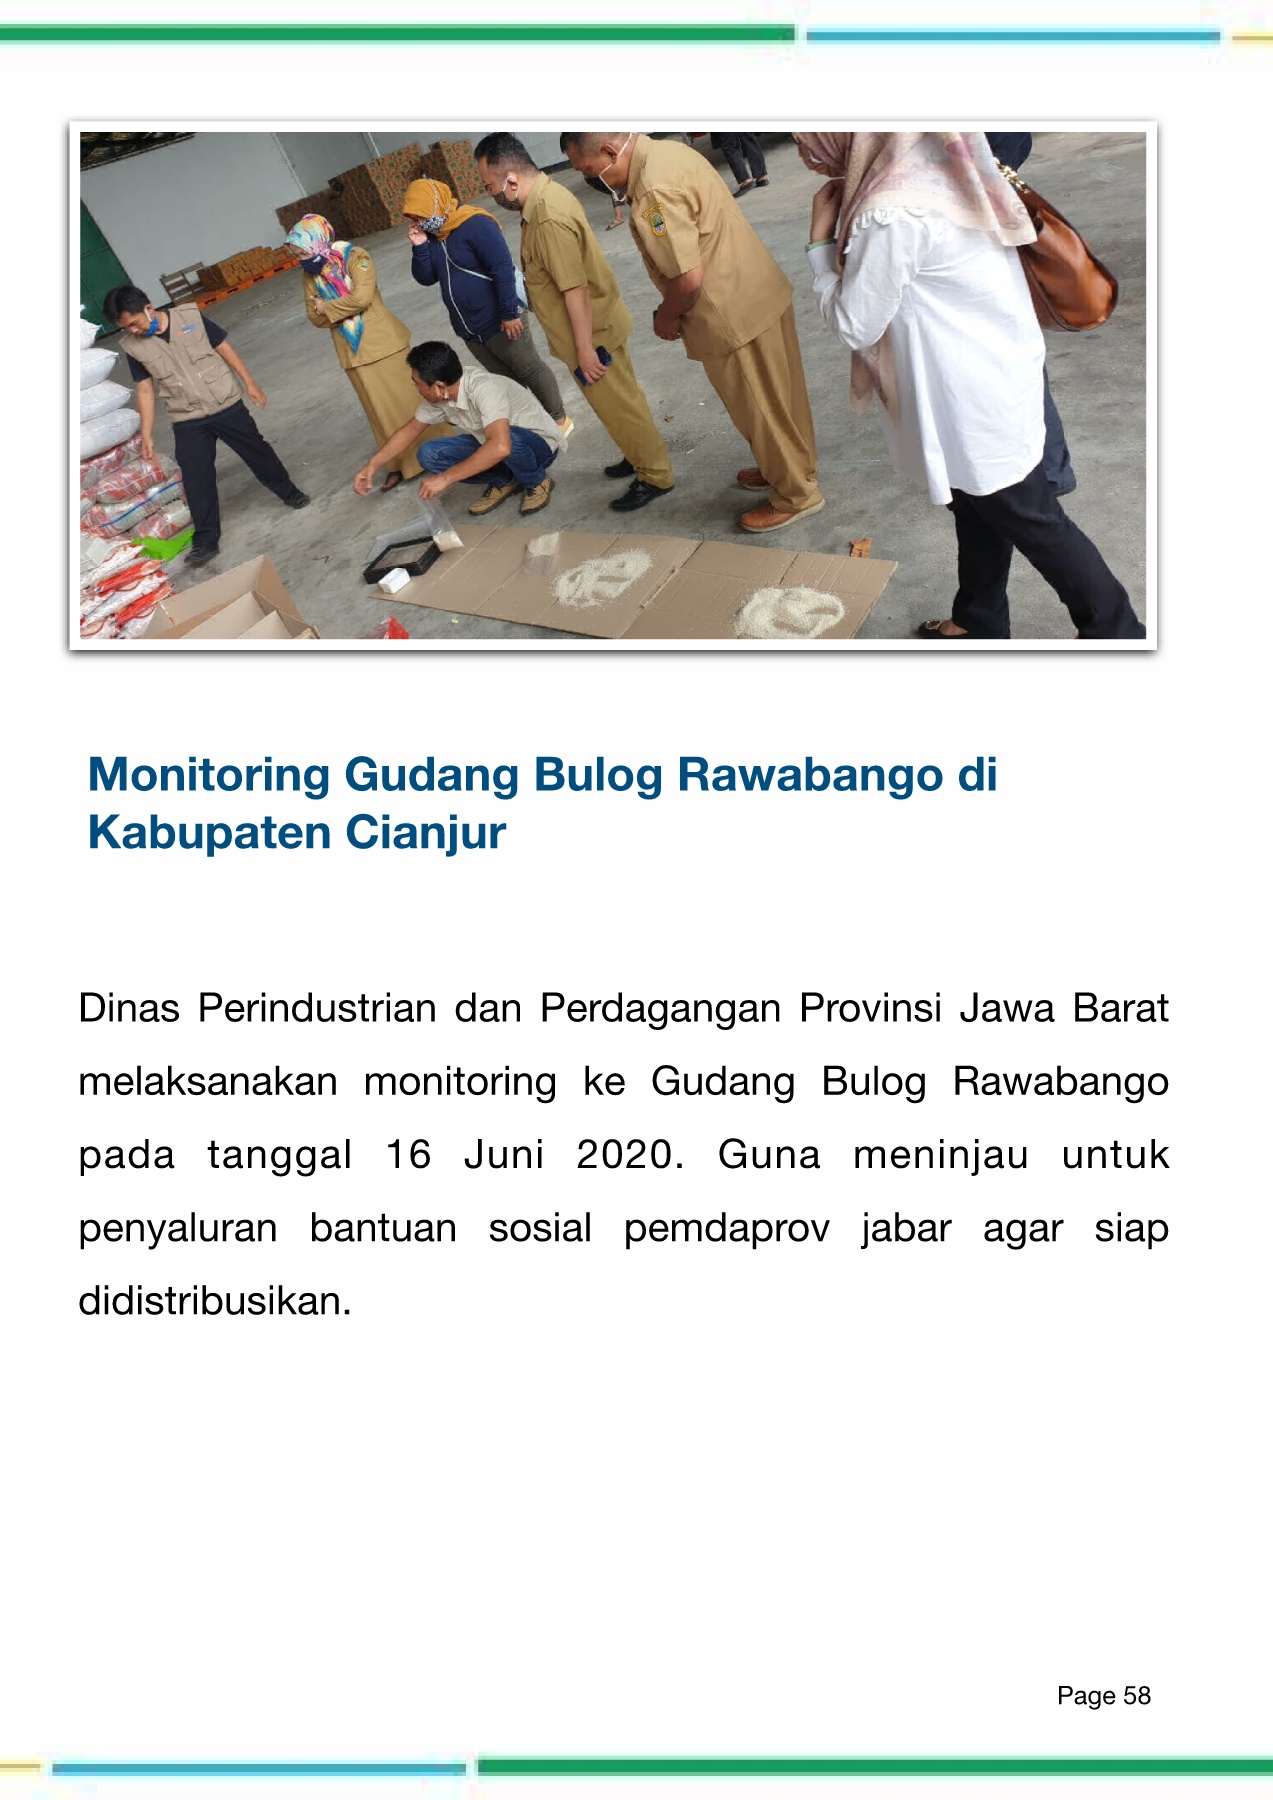 Monitoring Gudang Bulog Rawabango di
Kabupaten Cianjur
Dinas Perindustrian dan Perdagangan Provinsi Jawa Barat
melaksanakan monitoring ke Gudang Bulog Rawabango
pada tanggal 16 Juni 2020. Guna meninjau untuk
penyaluran bantuan sosial pemdaprov jabar agar siap
didistribusikan.
Page 58